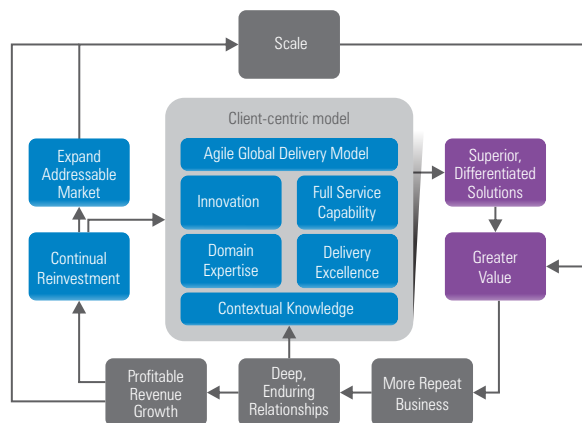 Scale
Client-centric model
Agile Global Delivery Model
Expand
Addressable
Market
Innovation
Full Service
Capability
Superior,
Differentiated
Solutions
Continual
Reinvestment
Domain
Expertise
Delivery
Excellence
Greater
Value
Contextual Knowledge
Profitable
Revenue
Growth
Deep,
Enduring
Relationships
More Repeat
Business